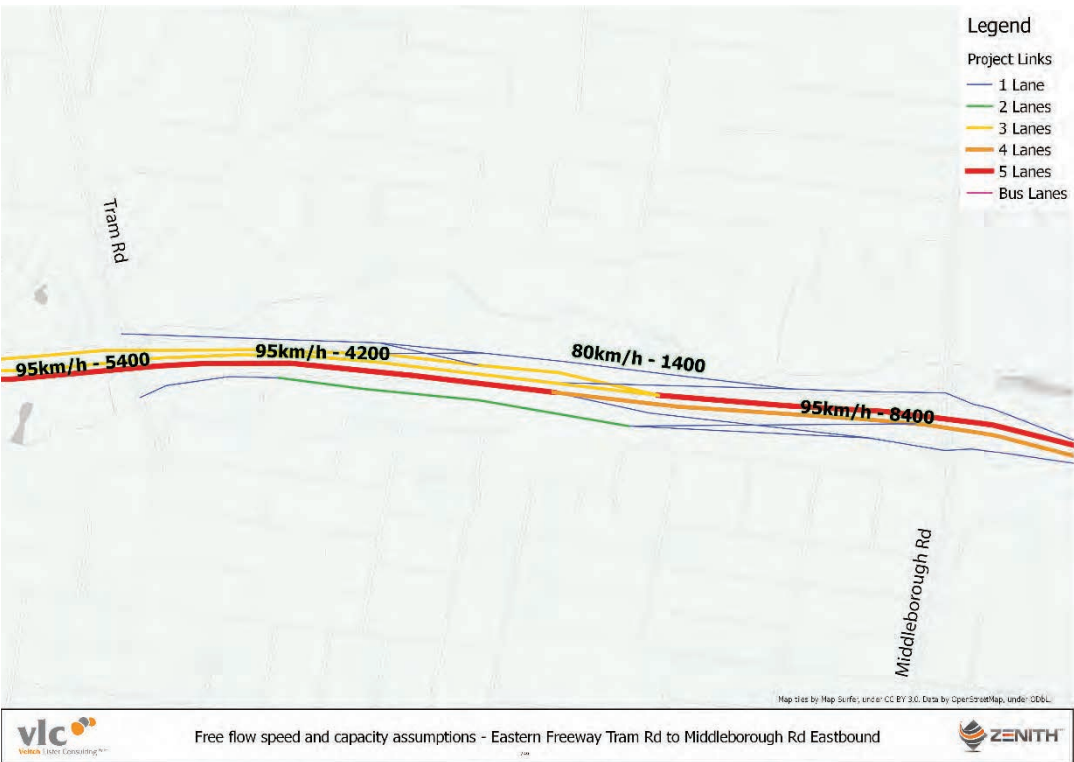 Legend
Project Links
1 Lane
2 Lanes
3 Lanes
4 Lanes
5 Lanes
Bus Lanes
Tram Rd
95km/h - 5400
95km/h - 4200
80km/h - 1400
95km/h - 8400
Middleborough Rd
Map tiles by Map Surfer, under CC BY 3.0. Data by OpenStreetMap, under ODbL.
vlc
Veitch Lister Consulting
Free flow speed and capacity assumptions - Eastern Freeway Tram Rd to Middleborough Rd Eastbound
ZENITH